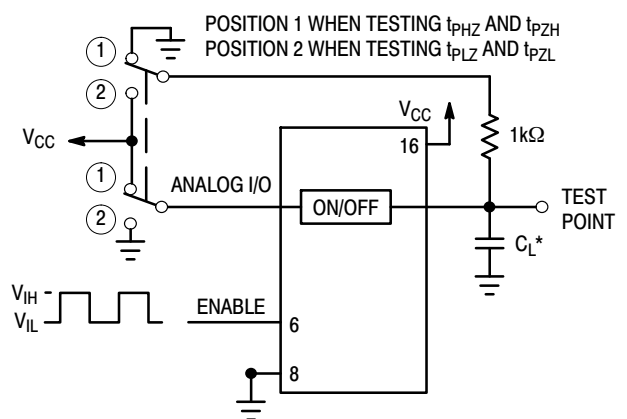 POSITION 1 WHEN TESTING tPHZ AND tPZH
POSITION 2 WHEN TESTING tPLZ AND tPZL
1
2
VCC
VCC
16
1kΩ
1
2
ANALOG I/O
ON/OFF
TEST
POINT
CL*
VIH
VIL
ENABLE
6
8